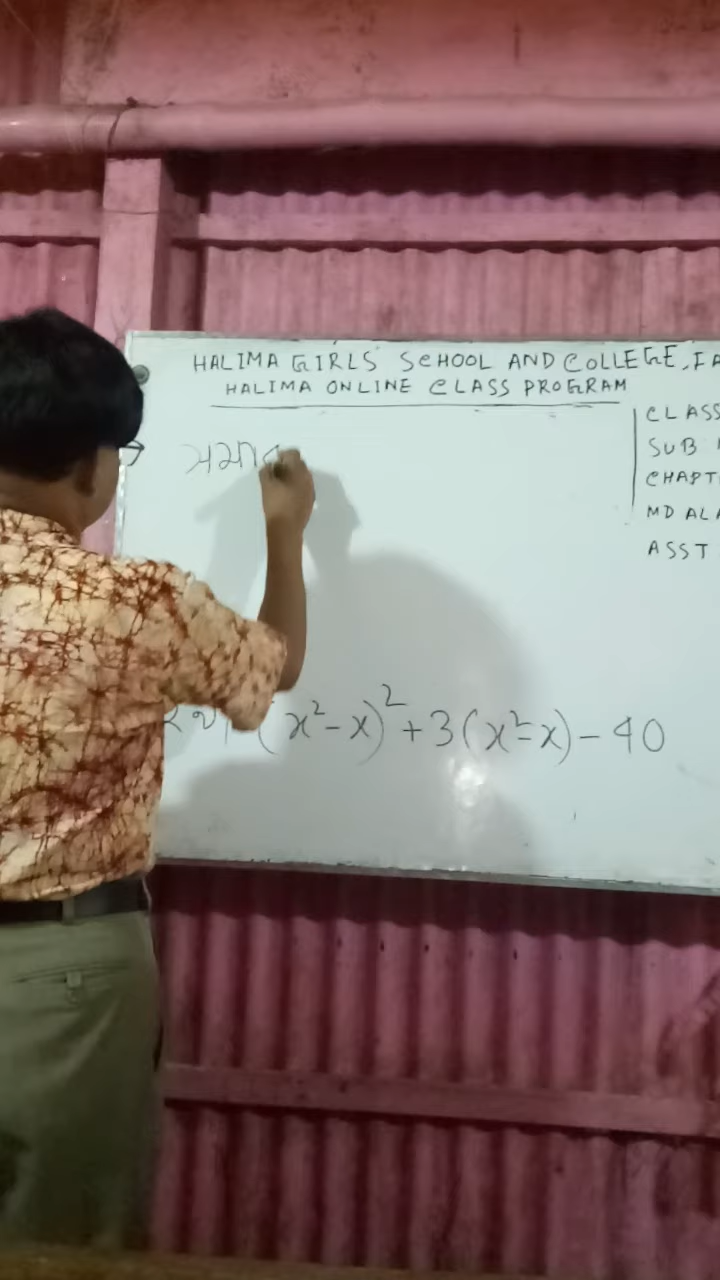 HALIMA GIRLS' SCHOOL AND COLLEGE, FA
HALIMA ONLINE CLASS PROGRAM
CLASS
SUB
CHAPT
MD ALA
ASST
সমা
(x²-x)²+3(x²-x)-40